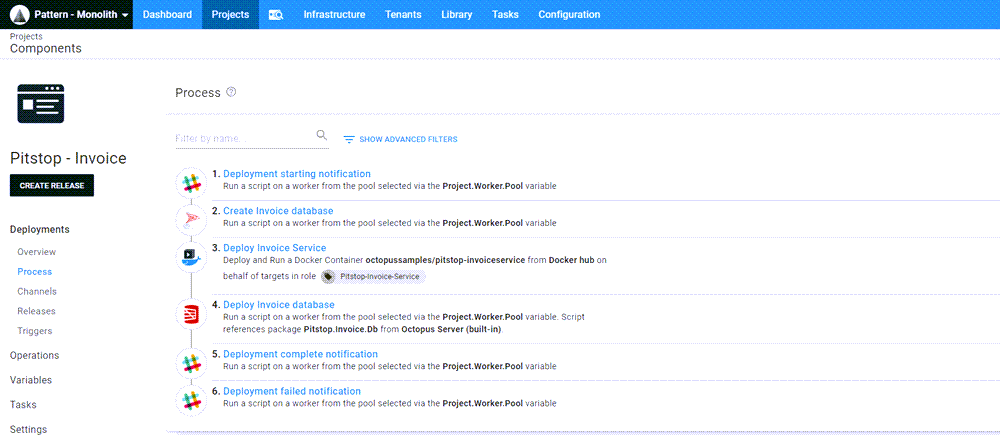 Pattern - Monolith
Dashboard
Projects
Infrastructure
Tenants
Library
Tasks
Configuration
Projects
Components
Pitstop - Invoice
CREATE RELEASE
Deployments
Overview
Process
Channels
Releases
Triggers
Operations
Variables
Tasks
Settings
Process
Filter by name...
SHOW ADVANCED FILTERS
1. Deployment starting notification
Run a script on a worker from the pool selected via the Project.Worker.Pool variable
2. Create Invoice database
Run a script on a worker from the pool selected via the Project.Worker.Pool variable
3. Deploy Invoice Service
Deploy and Run a Docker Container octopussamples/pitstop-invoiceservice from Docker hub on
behalf of targets in role Pitstop-Invoice-Service
4. Deploy Invoice database
Run a script on a worker from the pool selected via the Project.Worker.Pool variable. Script
references package Pitstop.Invoice.Db from Octopus Server (built-in).
5. Deployment complete notification
Run a script on a worker from the pool selected via the Project.Worker.Pool variable
6. Deployment failed notification
Run a script on a worker from the pool selected via the Project.Worker.Pool variable